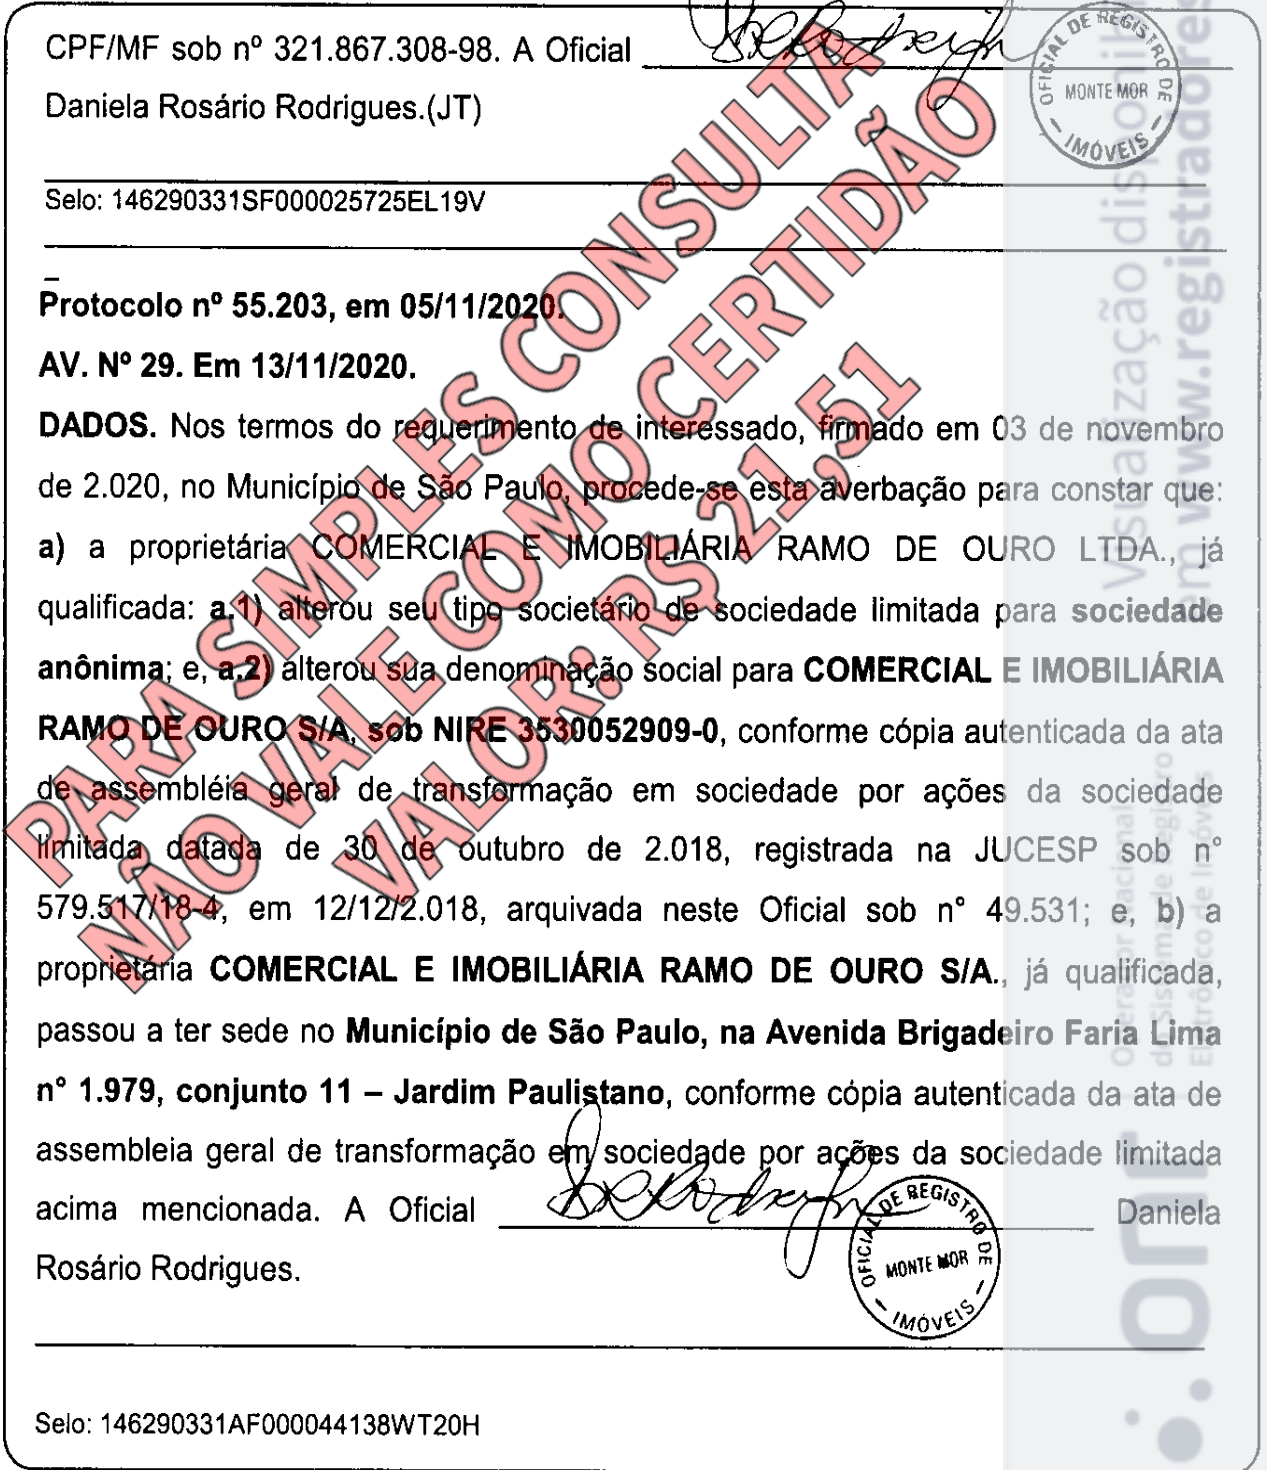 CPF/MF sob nº 321.867.308-98. A Oficial
Daniela Rosário Rodrigues.(JT)
OFICIAL DE REGISTRO DE IMÓVEIS
MONTE MOR
Selo: 146290331SF000025725EL19V
Protocolo nº 55.203, em 05/11/2020.
AV. Nº 29. Em 13/11/2020.
DADOS. Nos termos do requerimento de interessado, firmado em 03 de novembro
de 2.020, no Município de São Paulo, procede-se esta averbação para constar que:
a) a proprietária COMERCIAL E IMOBILIÁRIA RAMO DE OURO LTDA., já
qualificada: a.1) alterou seu tipo societário de sociedade limitada para sociedade
anônima; e, a.2) alterou sua denominação social para COMERCIAL E IMOBILIÁRIA
RAMO DE OURO S/A, sob NIRE 3530052909-0, conforme cópia autenticada da ata
de assembléia geral de transformação em sociedade por ações da sociedade
limitada datada de 30 de outubro de 2.018, registrada na JUCESP sob n°
579.517/18-4, em 12/12/2.018, arquivada neste Oficial sob n° 49.531; e, b) a
proprietária COMERCIAL E IMOBILIÁRIA RAMO DE OURO S/A., já qualificada,
passou a ter sede no Município de São Paulo, na Avenida Brigadeiro Faria Lima
n° 1.979, conjunto 11 – Jardim Paulistano, conforme cópia autenticada da ata de
assembleia geral de transformação em sociedade por ações da sociedade limitada
acima mencionada. A Oficial Daniela
Rosário Rodrigues.
OFICIAL DE REGISTRO DE IMÓVEIS
MONTE MOR
Selo: 146290331AF000044138WT20H
PARA SIMPLES CONSULTA
NÃO VALE COMO CERTIDÃO
VALOR: R$ 21,51
Visualização
em www.registradores
onr
Operador Nacional
do Sistema de Registro
Eletrônico de Imóveis